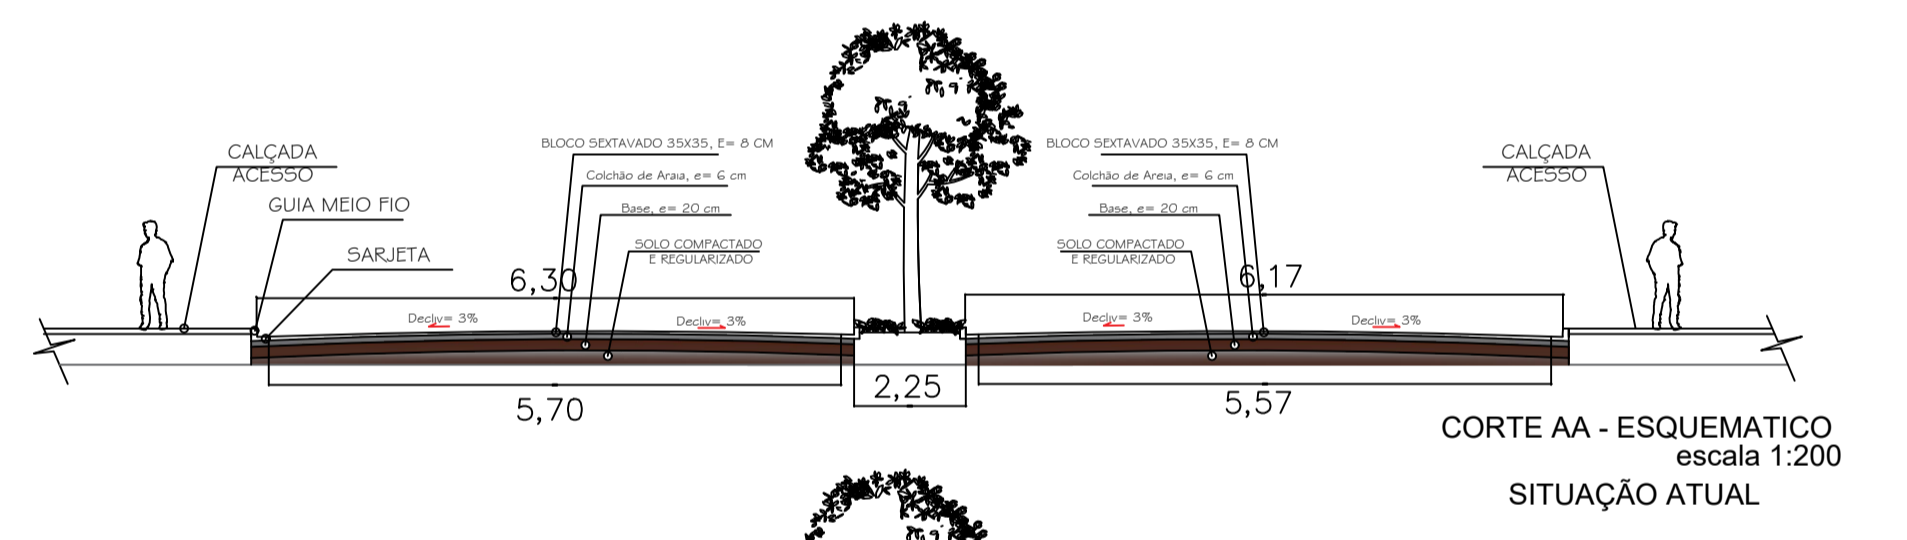 CALÇADA
ACESSO
GUIA MEIO FIO
SARJETA
BLOCO SEXTAVADO 35X35, E= 8 CM
Colchão de Araia, e= 6 cm
Base, e= 20 cm
SOLO COMPACTADO
E REGULARIZADO
6,30
Decliv= 3%
Decliv= 3%
5,70
2,25
BLOCO SEXTAVADO 35X35, E= 8 CM
Colchão de Areia, e= 6 cm
Base, e= 20 cm
SOLO COMPACTADO
E REGULARIZADO
6,17
Decliv= 3%
Decliv= 3%
5,57
CALÇADA
ACESSO
CORTE AA - ESQUEMATICO
escala 1:200
SITUAÇÃO ATUAL